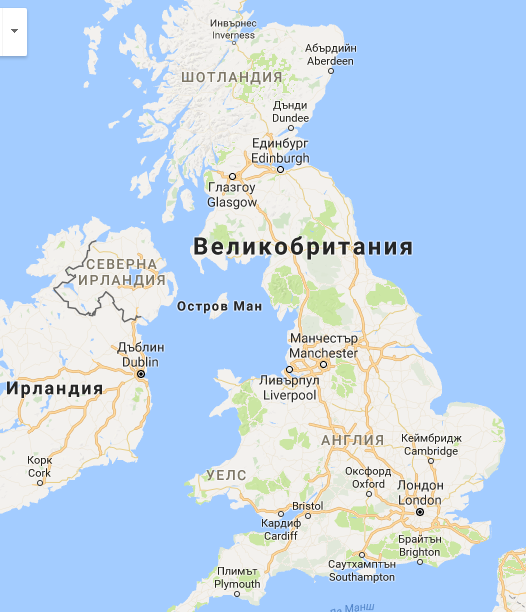 Инвърнес
Inverness
Абърдийн
Aberdeen
ШОТЛАНДИЯ
Дънди
Dundee
Единбург
Edinburgh
Глазгоу
Glasgow
Великобритания
СЕВЕРНА
ИРЛАНДИЯ
Остров Ман
Дъблин
Dublin
Манчестър
Manchester
Ливърпул
Liverpool
Ирландия
АНГЛИЯ
Кеймбридж
Cambridge
Корк
Cork
УЕЛС
Оксфорд
Oxford
Лондон
London
Bristol
Кардиф
Cardiff
Брайтън
Brighton
Саутхамптън
Southampton
Плимът
Plymouth
Ла Манш